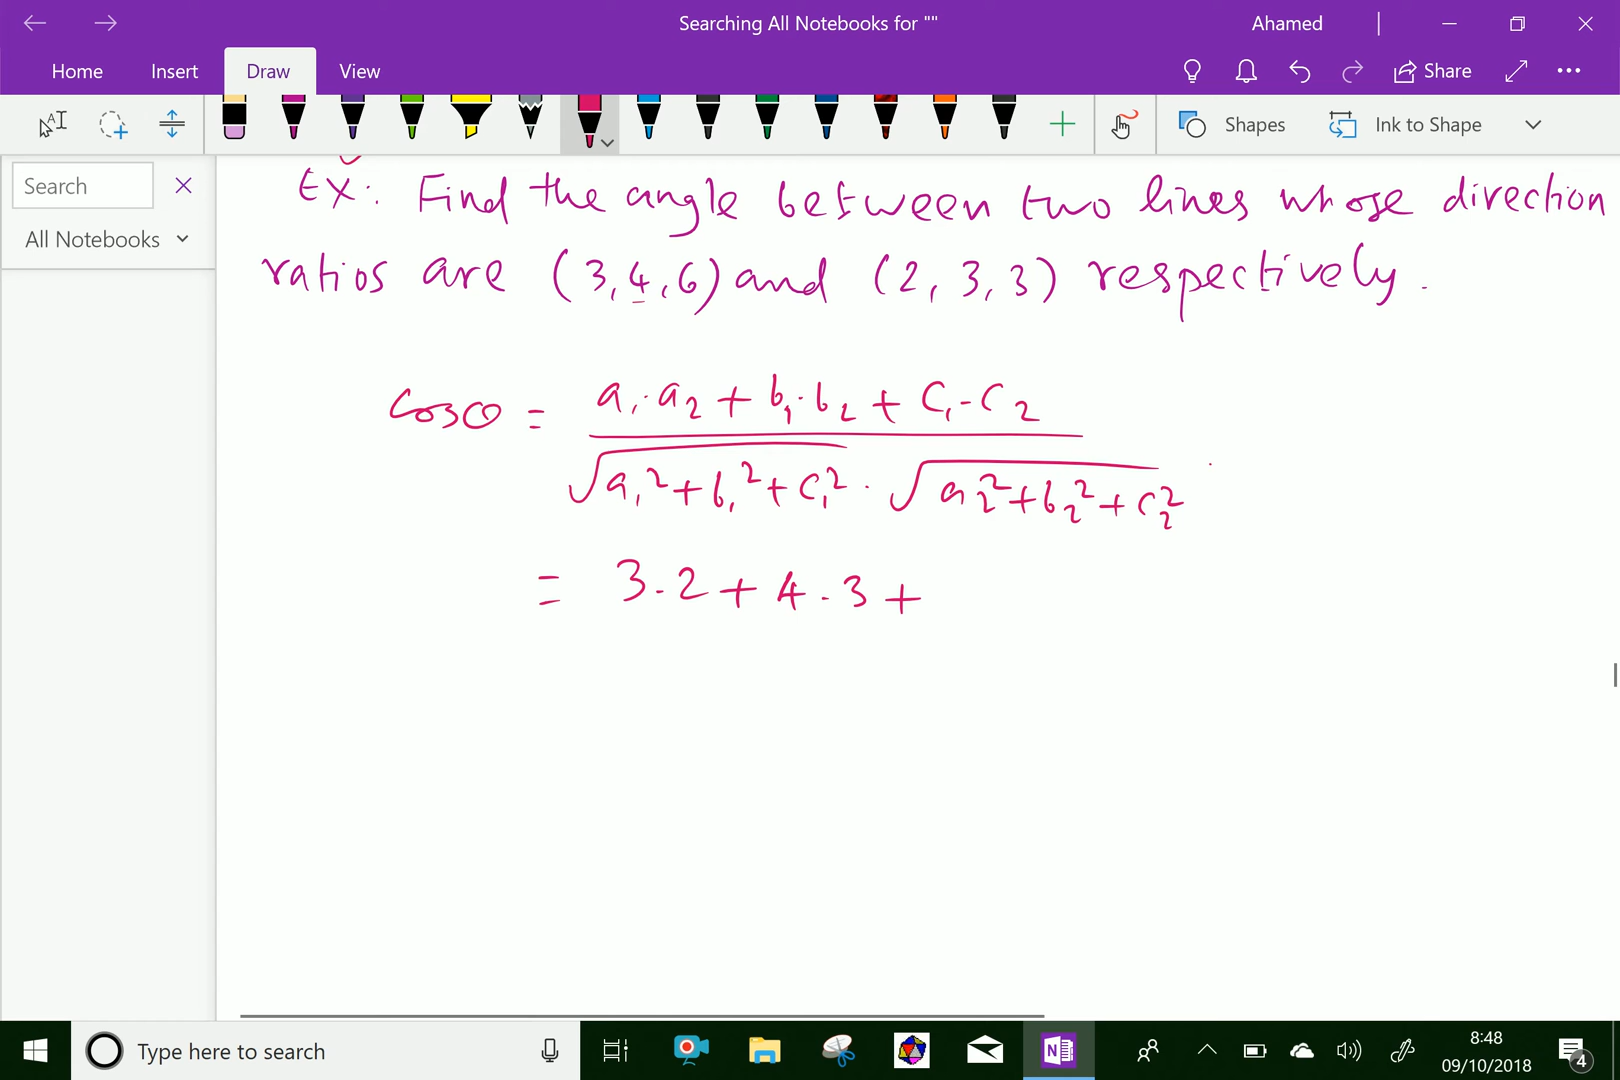 Searching All Notebooks for ""
Ahamed
Home Insert Draw View
Share
Shapes Ink to Shape
Search
All Notebooks
Ex: Find the angle between two lines whose direction
ratios are (3,4,6) and (2,3,3) respectively.
cosθ = a₁·a₂ + b₁·b₂ + c₁·c₂
√a₁²+b₁²+c₁² · √a₂²+b₂²+c₂²
= 3·2 + 4·3 +
Type here to search
8:48
09/10/2018
4